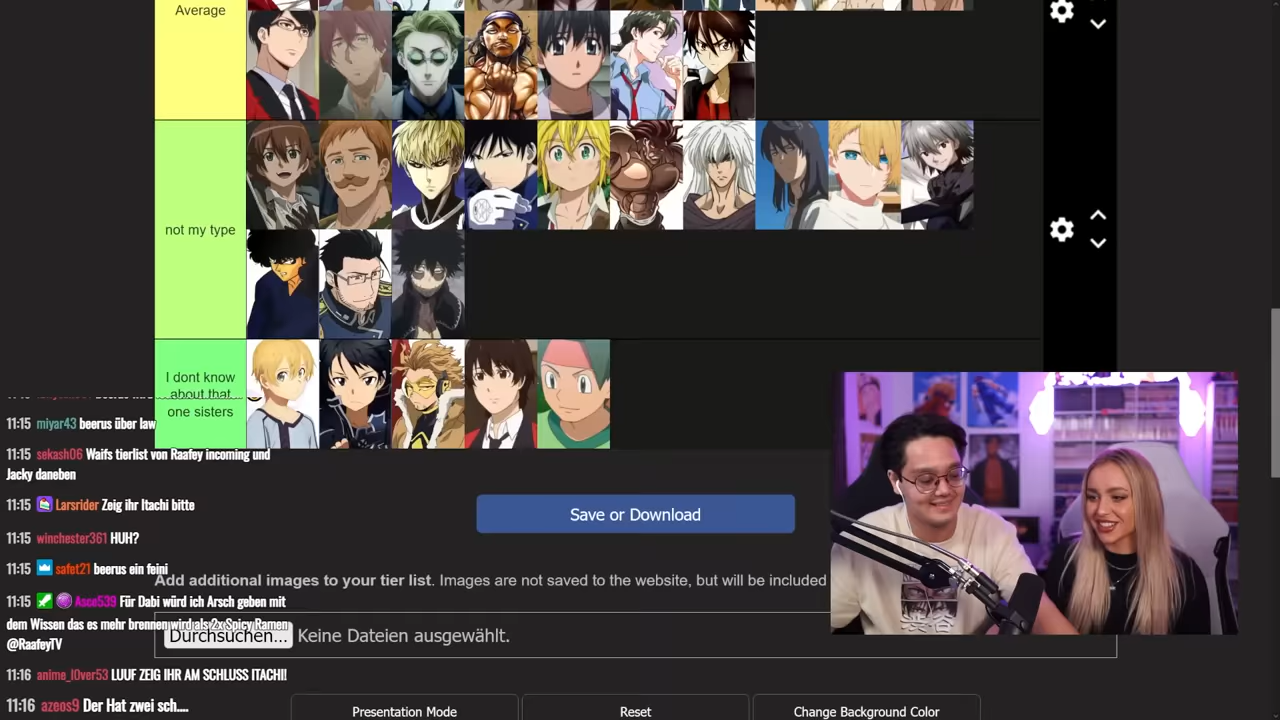 Average
not my type
I dont know
about that
one sisters
11:15 miyar43 beerus über law
11:15 sekash06 Waifs tierlist von Raafey incoming und
Jacky daneben
11:15 Larsrider Zeig ihr Itachi bitte
11:15 winchester361 HUH?
11:15 safet21 beerus ein feini
11:15 Asce539 Für Dabi würd ich Arsch geben mit
dem Wissen das es mehr brennen wird als 2x Spicy Ramen
@RaafeyTV
11:16 anime_l0ver53 LUUF ZEIG IHR AM SCHLUSS ITACHI!
11:16 azeos9 Der Hat zwei sch....
Save or Download
Add additional images to your tier list. Images are not saved to the website, but will be included
Durchsuchen... Keine Dateien ausgewählt.
Presentation Mode
Reset
Change Background Color